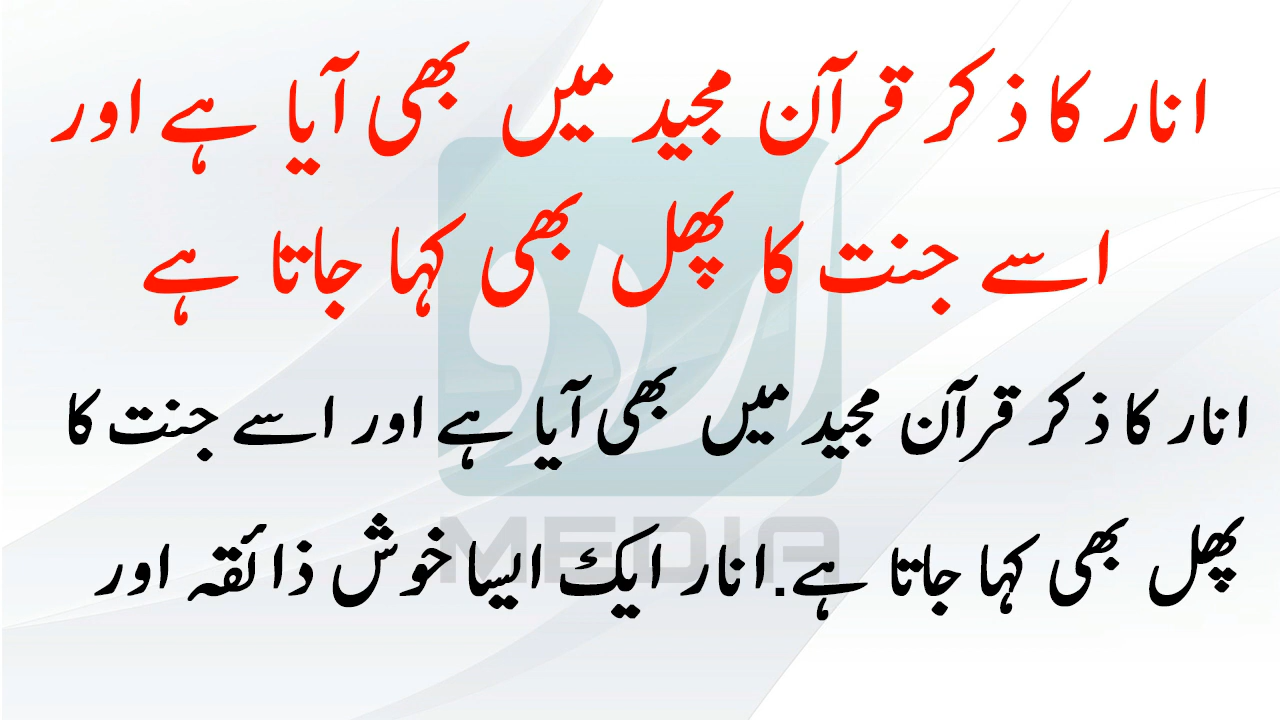 انار کا ذکر قرآن مجید میں بھی آیا ہے اور
اسے جنت کا پھل بھی کہا جاتا ہے
انار کا ذکر قرآن مجید میں بھی آیا ہے اور اسے جنت کا
پھل بھی کہا جاتا ہے.انار ایک ایسا خوش ذائقہ اور
اردو
MEDIA